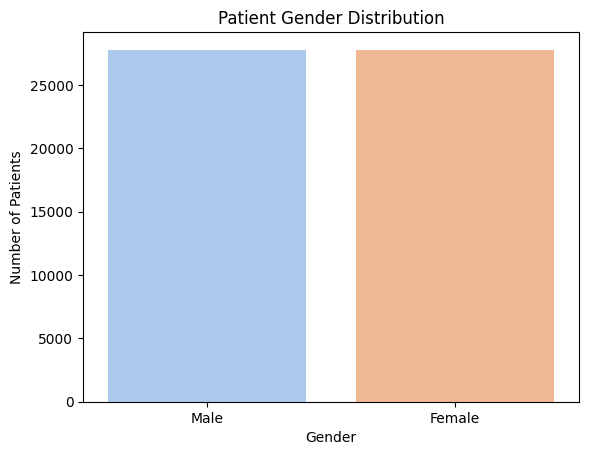 Patient Gender Distribution
Number of Patients
25000
20000
15000
10000
5000
0
Male
Female
Gender